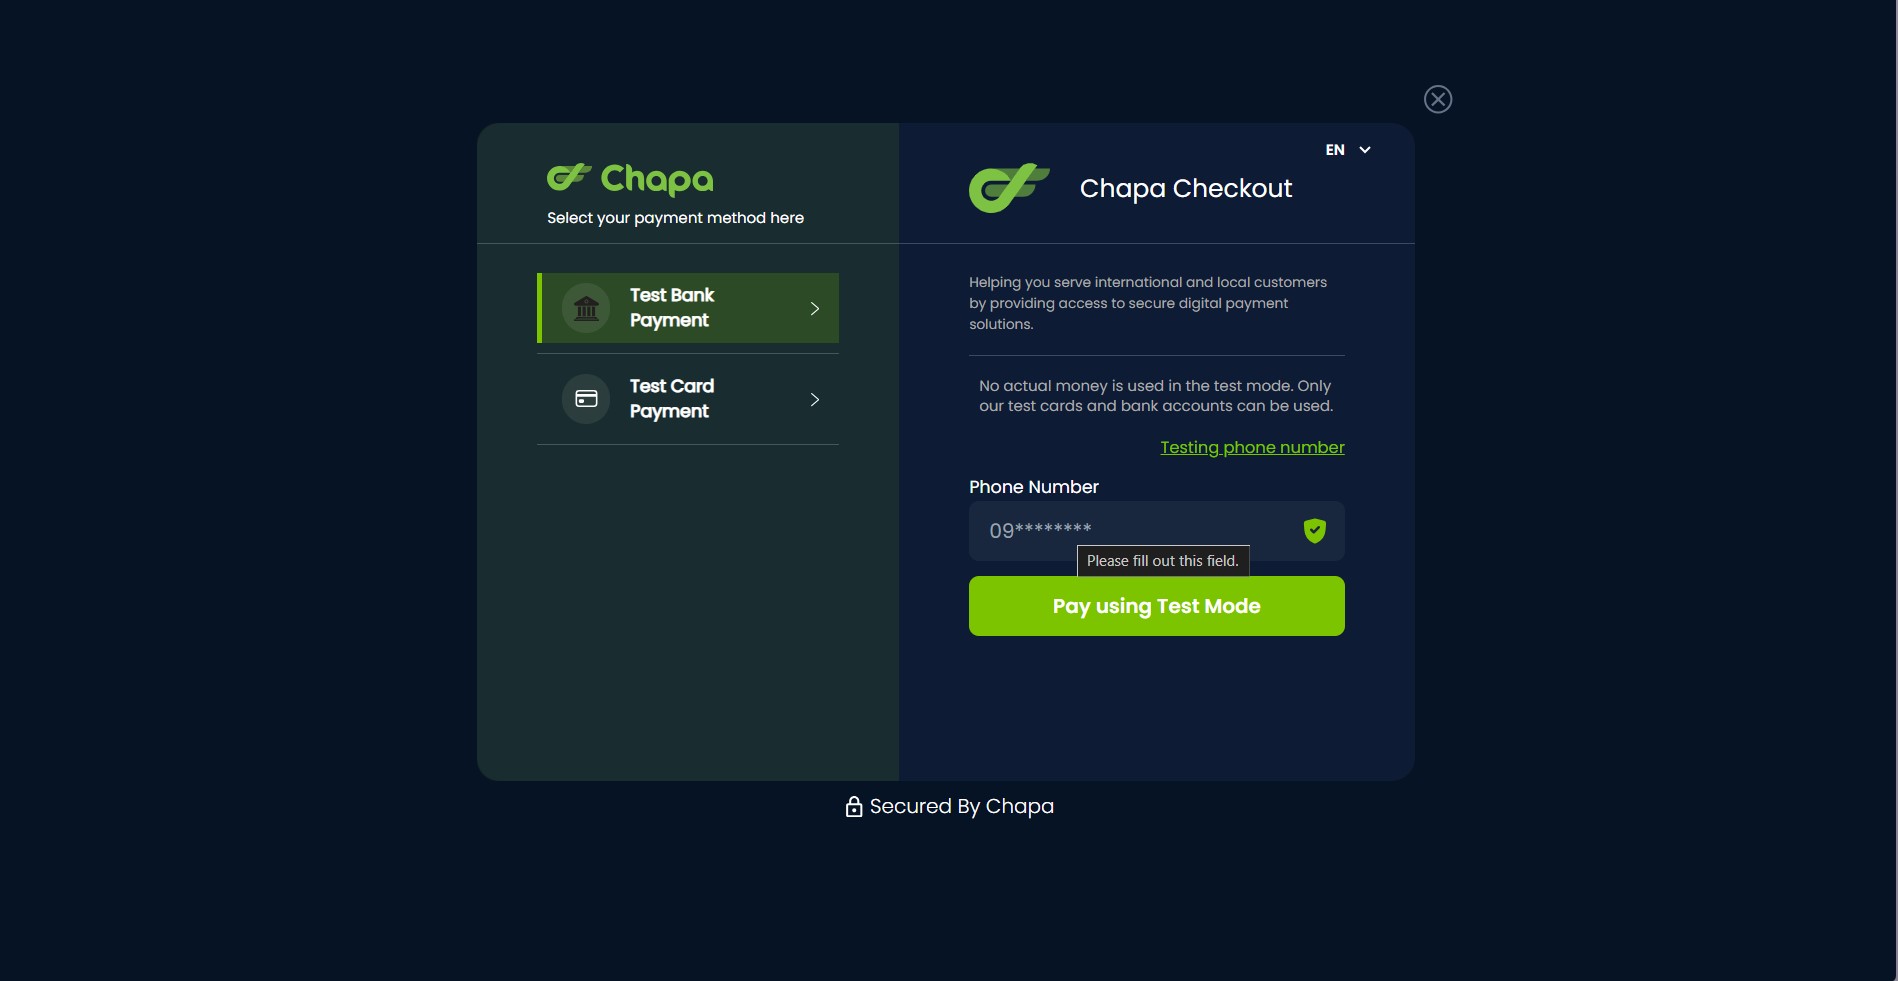 Chapa
Select your payment method here
Test Bank
Payment
Test Card
Payment
EN
Chapa Checkout
Helping you serve international and local customers
by providing access to secure digital payment
solutions.
No actual money is used in the test mode. Only
our test cards and bank accounts can be used.
Testing phone number
Phone Number
09********
Please fill out this field.
Pay using Test Mode
Secured By Chapa